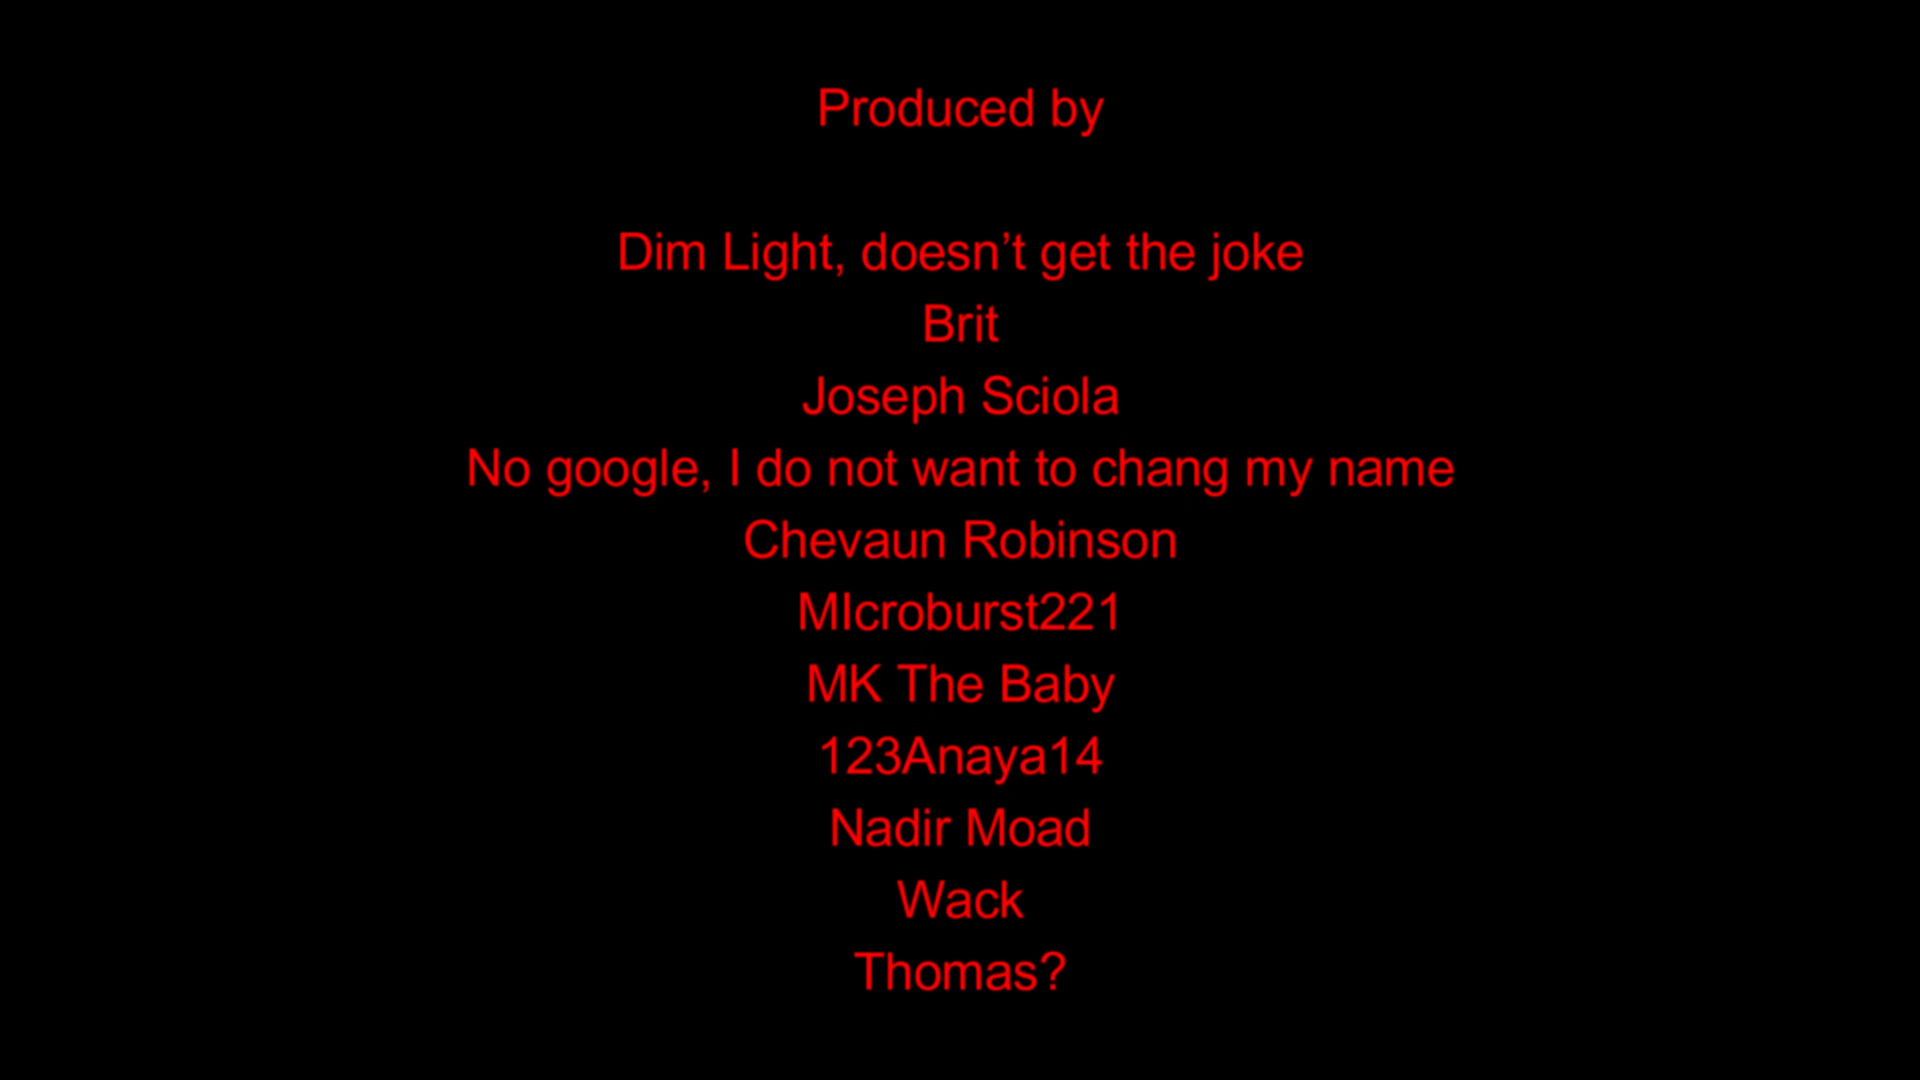 Produced by
Dim Light, doesn’t get the joke
Brit
Joseph Sciola
No google, I do not want to chang my name
Chevaun Robinson
MIcroburst221
MK The Baby
123Anaya14
Nadir Moad
Wack
Thomas?